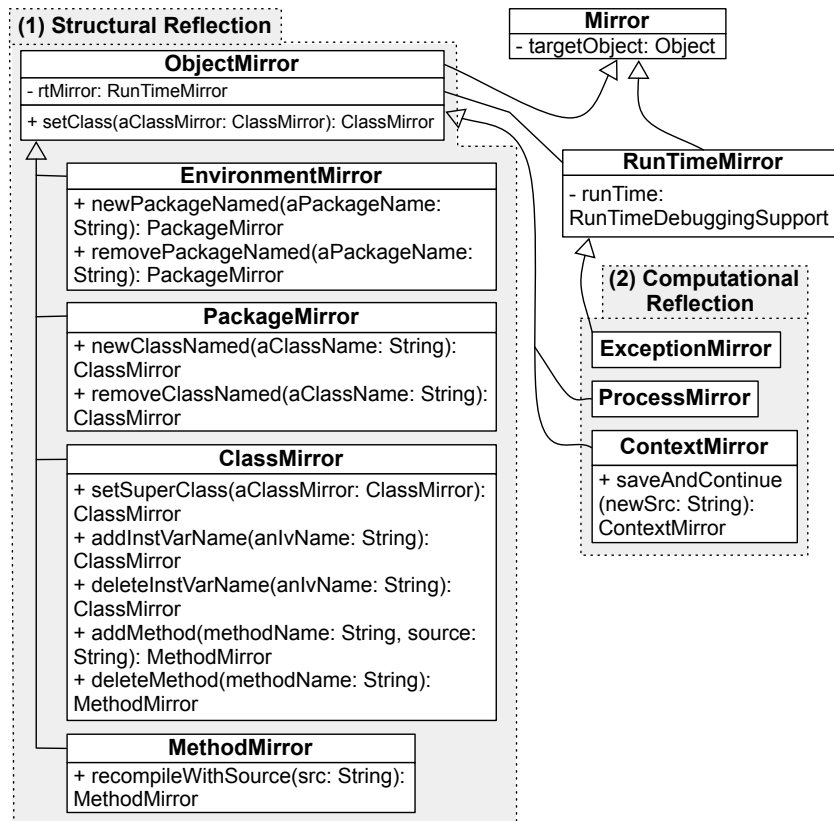 (1) Structural Reflection
ObjectMirror
- rtMirror: RunTimeMirror
+ setClass(aClassMirror: ClassMirror): ClassMirror
EnvironmentMirror
+ newPackageNamed(aPackageName:
String): PackageMirror
+ removePackageNamed(aPackageName:
String): PackageMirror
PackageMirror
+ newClassNamed(aClassName: String):
ClassMirror
+ removeClassNamed(aClassName: String):
ClassMirror
ClassMirror
+ setSuperClass(aClassMirror: ClassMirror):
ClassMirror
+ addInstVarName(anIvName: String):
ClassMirror
+ deleteInstVarName(anIvName: String):
ClassMirror
+ addMethod(methodName: String, source:
String): MethodMirror
+ deleteMethod(methodName: String):
MethodMirror
MethodMirror
+ recompileWithSource(src: String):
MethodMirror
Mirror
- targetObject: Object
RunTimeMirror
- runTime:
RunTimeDebuggingSupport
(2) Computational
Reflection
ExceptionMirror
ProcessMirror
ContextMirror
+ saveAndContinue
(newSrc: String):
ContextMirror